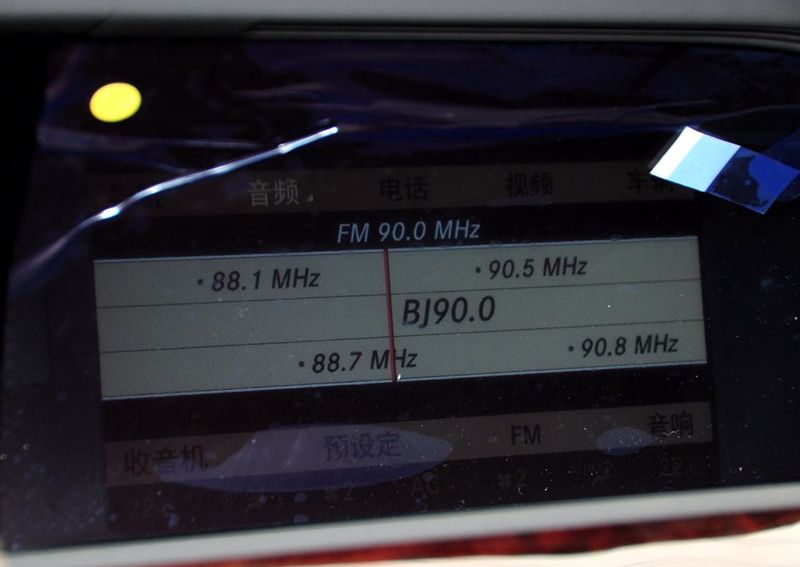 音频 电话 视频
FM 90.0 MHz
88.1 MHz 90.5 MHz
BJ90.0
88.7 MHz 90.8 MHz
收音机 预设定 FM 音响